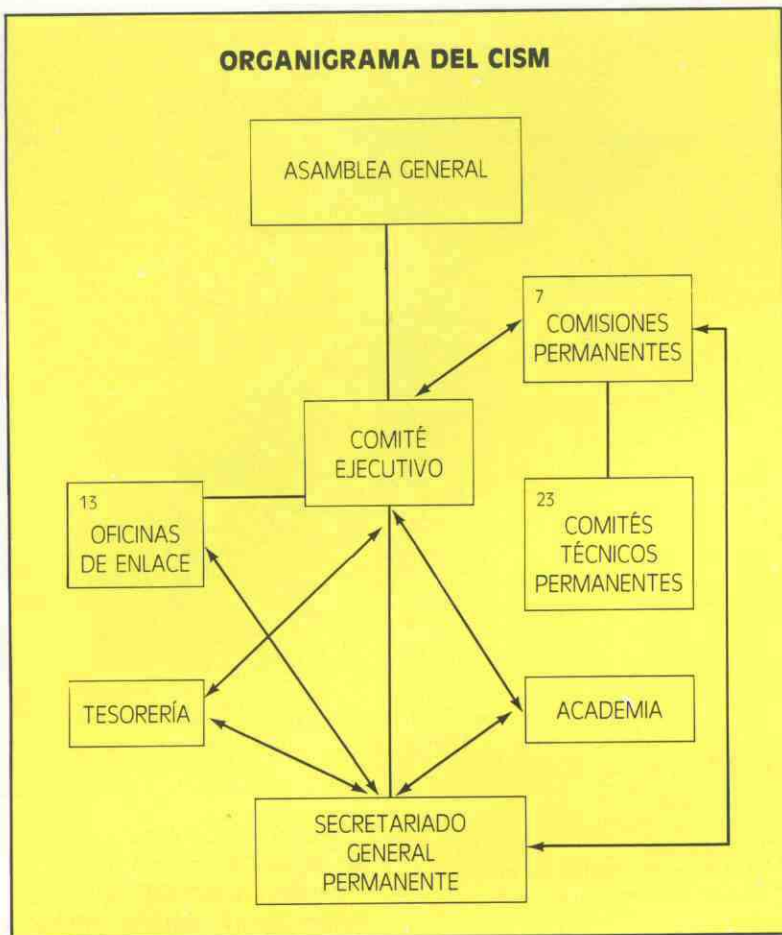 ORGANIGRAMA DEL CISM
ASAMBLEA GENERAL
7
COMISIONES
PERMANENTES
COMITÉ
EJECUTIVO
13
OFICINAS
DE ENLACE
23
COMITÉS
TÉCNICOS
PERMANENTES
TESORERÍA
ACADEMIA
SECRETARIADO
GENERAL
PERMANENTE